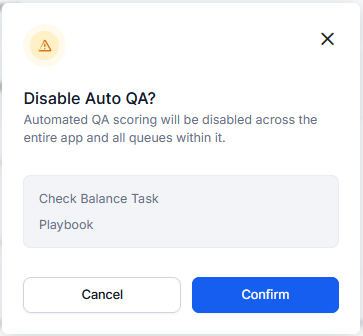 Disable Auto QA?
Automated QA scoring will be disabled across the
entire app and all queues within it.
Check Balance Task
Playbook
Cancel
Confirm